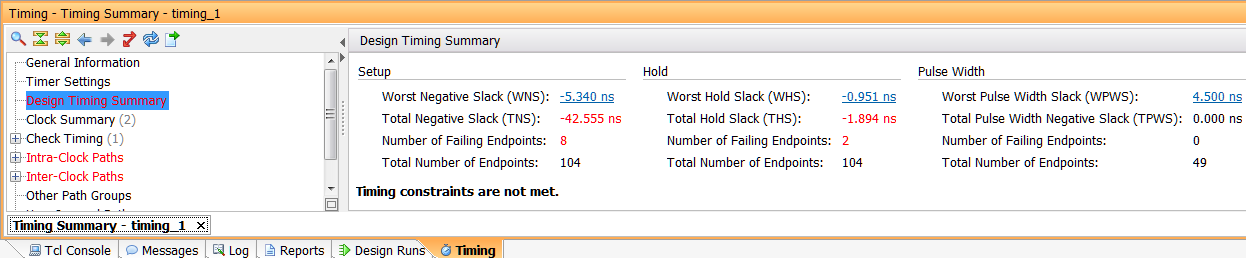 Timing - Timing Summary - timing_1
General Information
Timer Settings
Design Timing Summary
Clock Summary (2)
Check Timing (1)
Intra-Clock Paths
Inter-Clock Paths
Other Path Groups
Design Timing Summary
Setup
Worst Negative Slack (WNS): -5.340 ns
Total Negative Slack (TNS): -42.555 ns
Number of Failing Endpoints: 8
Total Number of Endpoints: 104
Hold
Worst Hold Slack (WHS): -0.951 ns
Total Hold Slack (THS): -1.894 ns
Number of Failing Endpoints: 2
Total Number of Endpoints: 104
Pulse Width
Worst Pulse Width Slack (WPWS): 4.500 ns
Total Pulse Width Negative Slack (TPWS): 0.000 ns
Number of Failing Endpoints: 0
Total Number of Endpoints: 49
Timing constraints are not met.
Timing Summary - timing_1 ×
Tcl Console Messages Log Reports Design Runs Timing